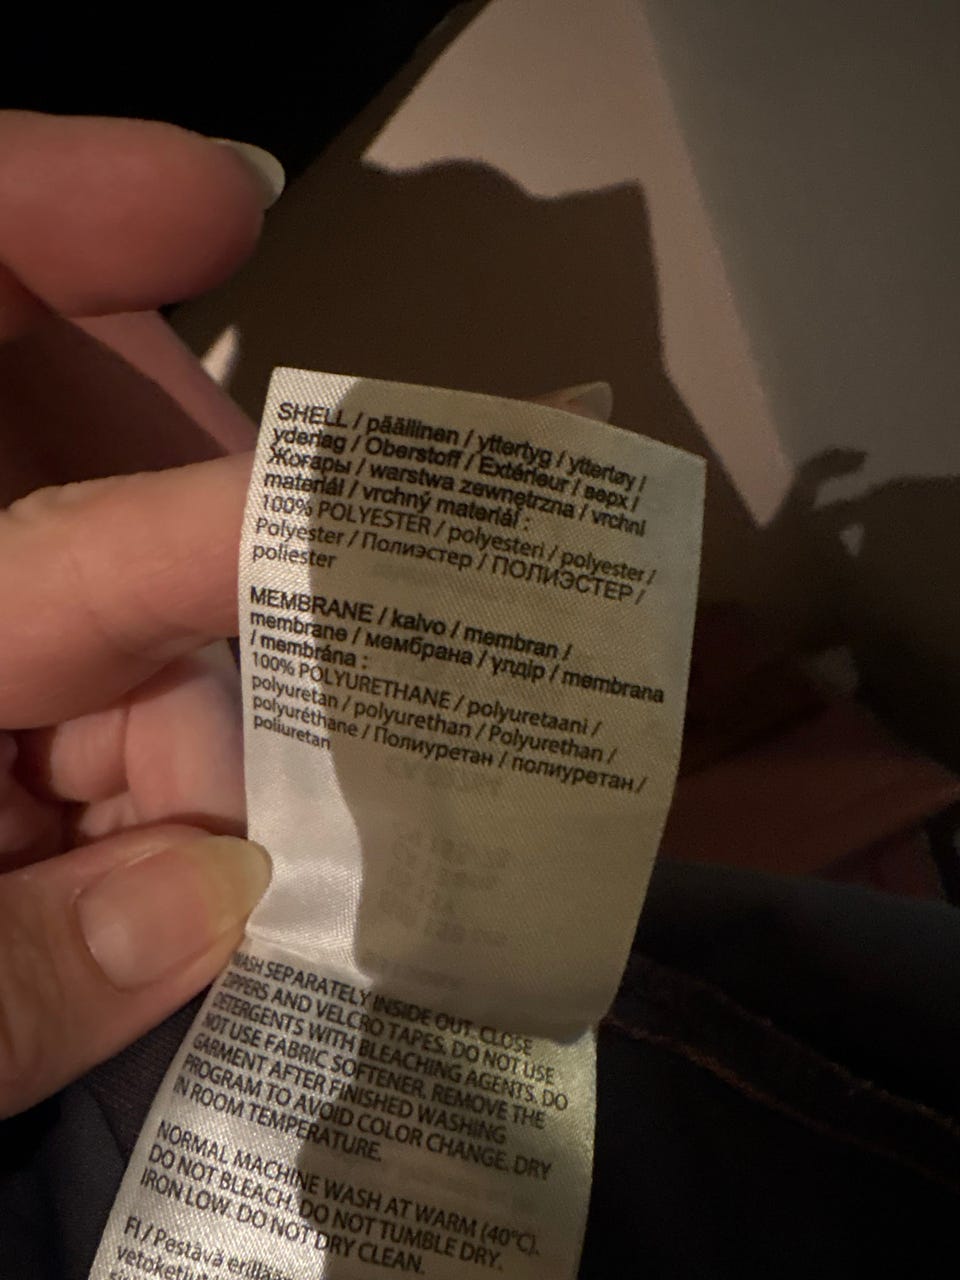 SHELL / päällinen / yttertyg / yttertøy /
yderlag / Oberstoff / Extérieur / верх /
Жоғары / warstwa zewnętrzna / vrchní
materiál / vrchný materiál :
100% POLYESTER / polyesteri / polyester /
Polyester / Полиэстер / ПОЛИЭСТЕР /
poliester
MEMBRANE / kalvo / membran /
membrane / мембрана / үлдір / membrana
/ membrána :
100% POLYURETHANE / polyuretaani /
polyuretan / polyurethan / Polyurethan /
polyuréthane / Полиуретан / полиуретан /
poliuretan
WASH SEPARATELY INSIDE OUT. CLOSE
ZIPPERS AND VELCRO TAPES. DO NOT USE
DETERGENTS WITH BLEACHING AGENTS. DO
NOT USE FABRIC SOFTENER. REMOVE THE
GARMENT AFTER FINISHED WASHING
PROGRAM TO AVOID COLOR CHANGE. DRY
IN ROOM TEMPERATURE.
NORMAL MACHINE WASH AT WARM (40°C).
DO NOT BLEACH. DO NOT TUMBLE DRY.
IRON LOW. DO NOT DRY CLEAN.
FI / Pestävä